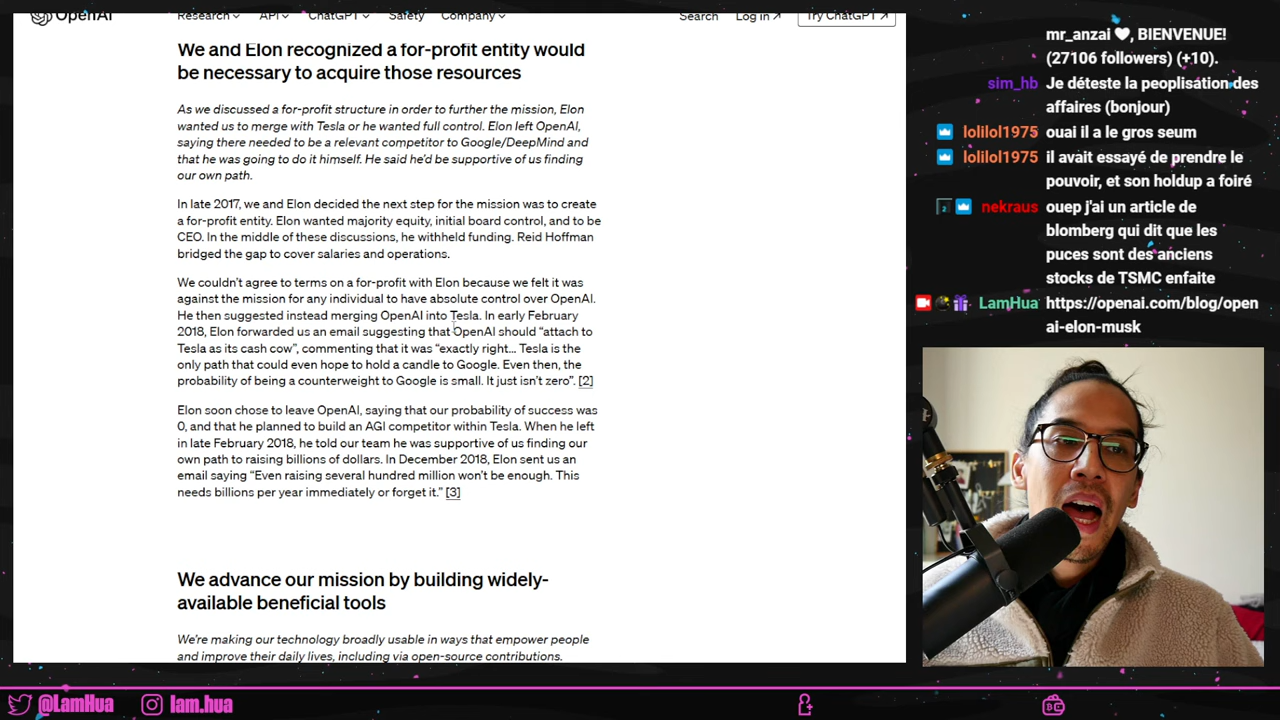 OpenAI
Research
API
ChatGPT
Safety
Company
Search
Log in ↗
Try ChatGPT ↗
We and Elon recognized a for-profit entity would
be necessary to acquire those resources
As we discussed a for-profit structure in order to further the mission, Elon
wanted us to merge with Tesla or he wanted full control. Elon left OpenAI,
saying there needed to be a relevant competitor to Google/DeepMind and
that he was going to do it himself. He said he’d be supportive of us finding
our own path.
In late 2017, we and Elon decided the next step for the mission was to create
a for-profit entity. Elon wanted majority equity, initial board control, and to be
CEO. In the middle of these discussions, he withheld funding. Reid Hoffman
bridged the gap to cover salaries and operations.
We couldn’t agree to terms on a for-profit with Elon because we felt it was
against the mission for any individual to have absolute control over OpenAI.
He then suggested instead merging OpenAI into Tesla. In early February
2018, Elon forwarded us an email suggesting that OpenAI should “attach to
Tesla as its cash cow”, commenting that it was “exactly right… Tesla is the
only path that could even hope to hold a candle to Google. Even then, the
probability of being a counterweight to Google is small. It just isn’t zero”. [2]
Elon soon chose to leave OpenAI, saying that our probability of success was
0, and that he planned to build an AGI competitor within Tesla. When he left
in late February 2018, he told our team he was supportive of us finding our
own path to raising billions of dollars. In December 2018, Elon sent us an
email saying “Even raising several hundred million won’t be enough. This
needs billions per year immediately or forget it.” [3]
We advance our mission by building widely-
available beneficial tools
We’re making our technology broadly usable in ways that empower people
and improve their daily lives, including via open-source contributions.
mr_anzai ♥, BIENVENUE!
(27106 followers) (+10).
sim_hb Je déteste la peoplisation des
affaires (bonjour)
lolilol1975 ouai il a le gros seum
lolilol1975 il avait essayé de prendre le
pouvoir, et son holdup a foiré
2 nekraus ouep j'ai un article de
blomberg qui dit que les
puces sont des anciens
stocks de TSMC enfaite
LamHua https://openai.com/blog/open
ai-elon-musk
@LamHua
lam.hua